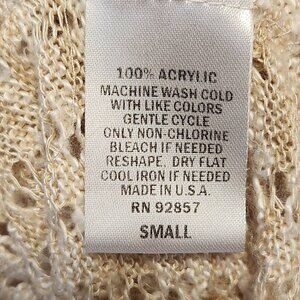 100% ACRYLIC
MACHINE WASH COLD
WITH LIKE COLORS
GENTLE CYCLE
ONLY NON-CHLORINE
BLEACH IF NEEDED
RESHAPE, DRY FLAT
COOL IRON IF NEEDED
MADE IN U.S.A.
RN 92857
SMALL